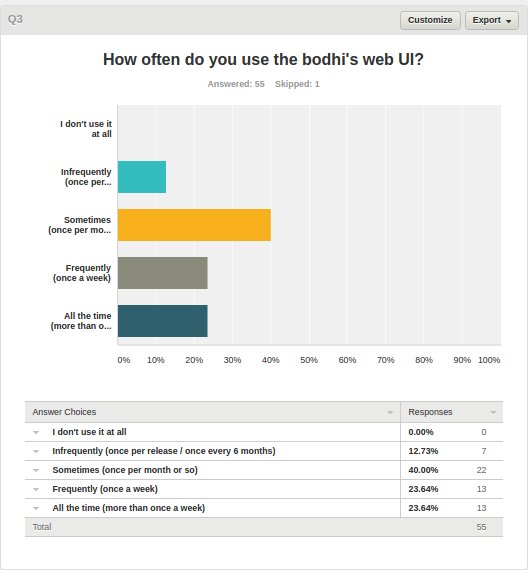 Q3
Customize
Export
How often do you use the bodhi's web UI?
Answered: 55 Skipped: 1
I don't use it
at all
Infrequently
(once per...
Sometimes
(once per mo...
Frequently
(once a week)
All the time
(more than o...
0% 10% 20% 30% 40% 50% 60% 70% 80% 90% 100%
Answer Choices Responses
I don't use it at all 0.00% 0
Infrequently (once per release / once every 6 months) 12.73% 7
Sometimes (once per month or so) 40.00% 22
Frequently (once a week) 23.64% 13
All the time (more than once a week) 23.64% 13
Total 55